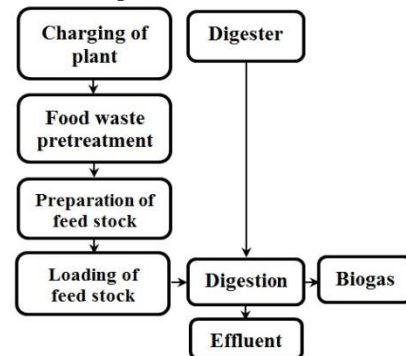 Charging of
plant
Digester
Food waste
pretreatment
Preparation of
feed stock
Loading of
feed stock
Digestion
Biogas
Effluent